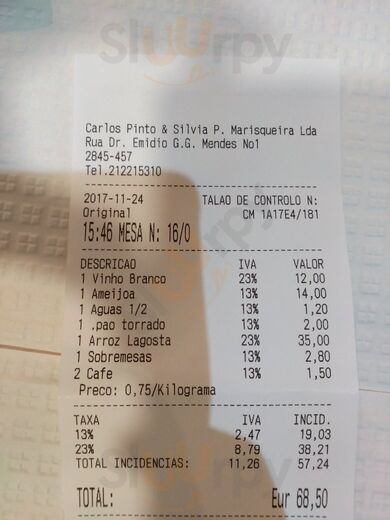 Sluurpy
Carlos Pinto & Silvia P. Marisqueira Lda
Rua Dr. Emidio G.G. Mendes No1
2845-457
Tel.212215310
2017-11-24 TALAO DE CONTROLO N:
Original CM 1A17E4/181
15:46 MESA N: 16/0
DESCRICAO IVA VALOR
1 Vinho Branco 23% 12,00
1 Ameijoa 13% 14,00
1 Aguas 1/2 13% 1,20
1 .pao torrado 13% 2,00
1 Arroz Lagosta 23% 35,00
1 Sobremesas 13% 2,80
2 Cafe 13% 1,50
Preco: 0,75/Kilograma
TAXA IVA INCID.
13% 2,47 19,03
23% 8,79 38,21
TOTAL INCIDENCIAS: 11,26 57,24
TOTAL: Eur 68,50